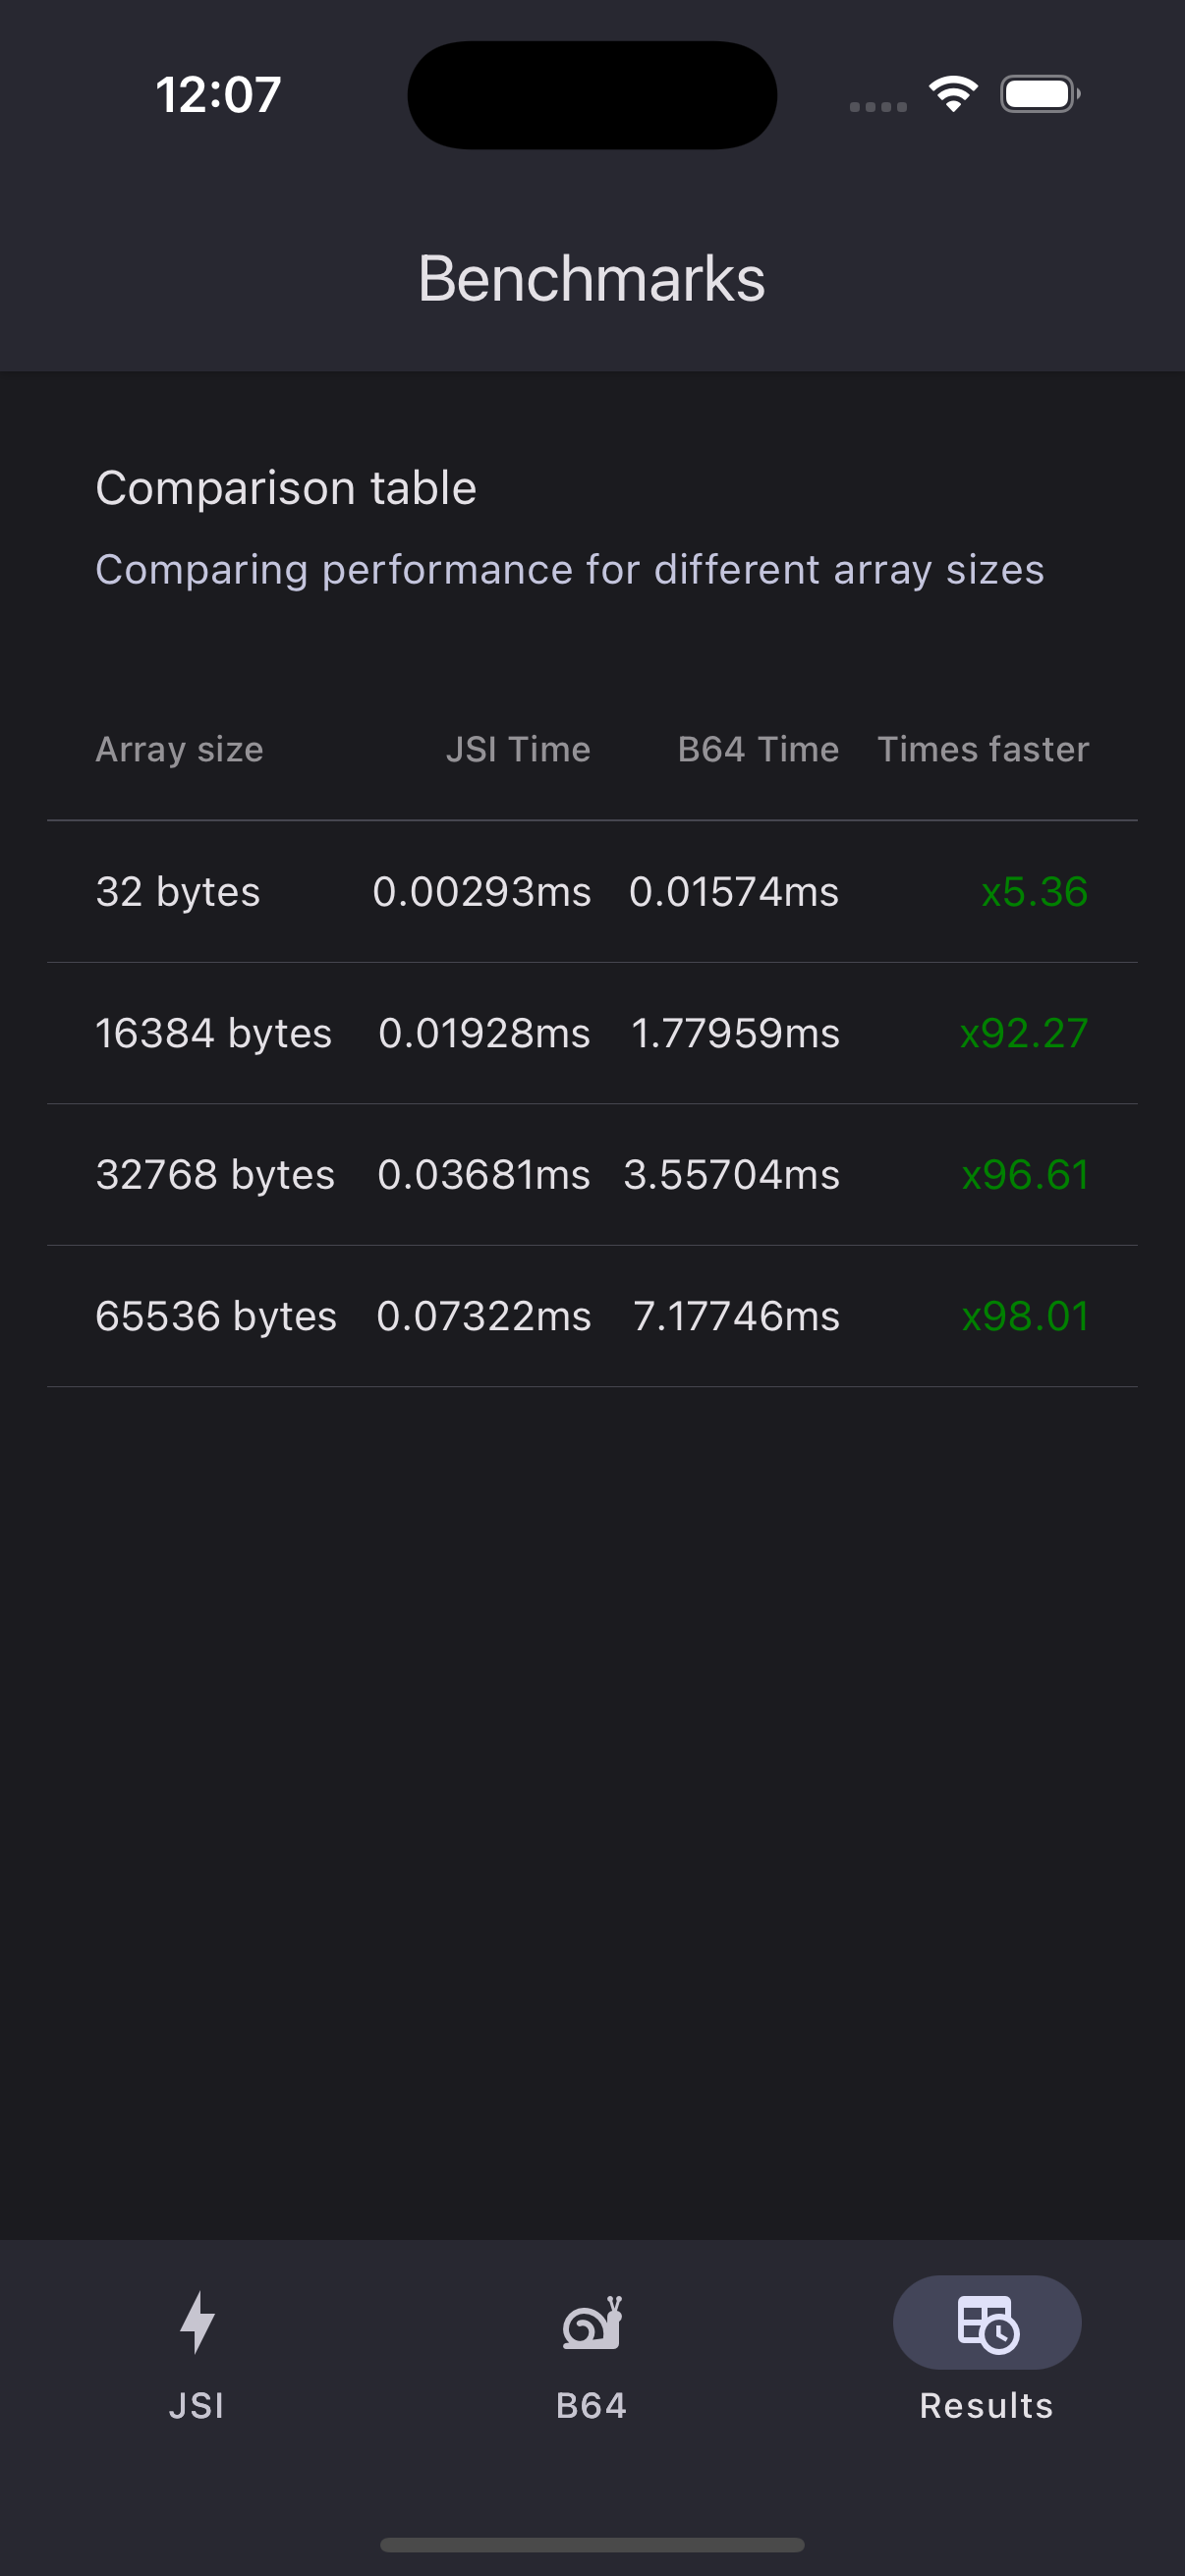 12:07
Benchmarks
Comparison table
Comparing performance for different array sizes
Array size JSI Time B64 Time Times faster
32 bytes 0.00293ms 0.01574ms x5.36
16384 bytes 0.01928ms 1.77959ms x92.27
32768 bytes 0.03681ms 3.55704ms x96.61
65536 bytes 0.07322ms 7.17746ms x98.01
JSI B64 Results